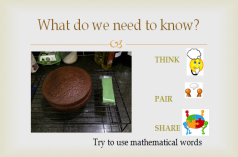 What do we need to know?
THINK
PAIR
SHARE
Try to use mathematical words